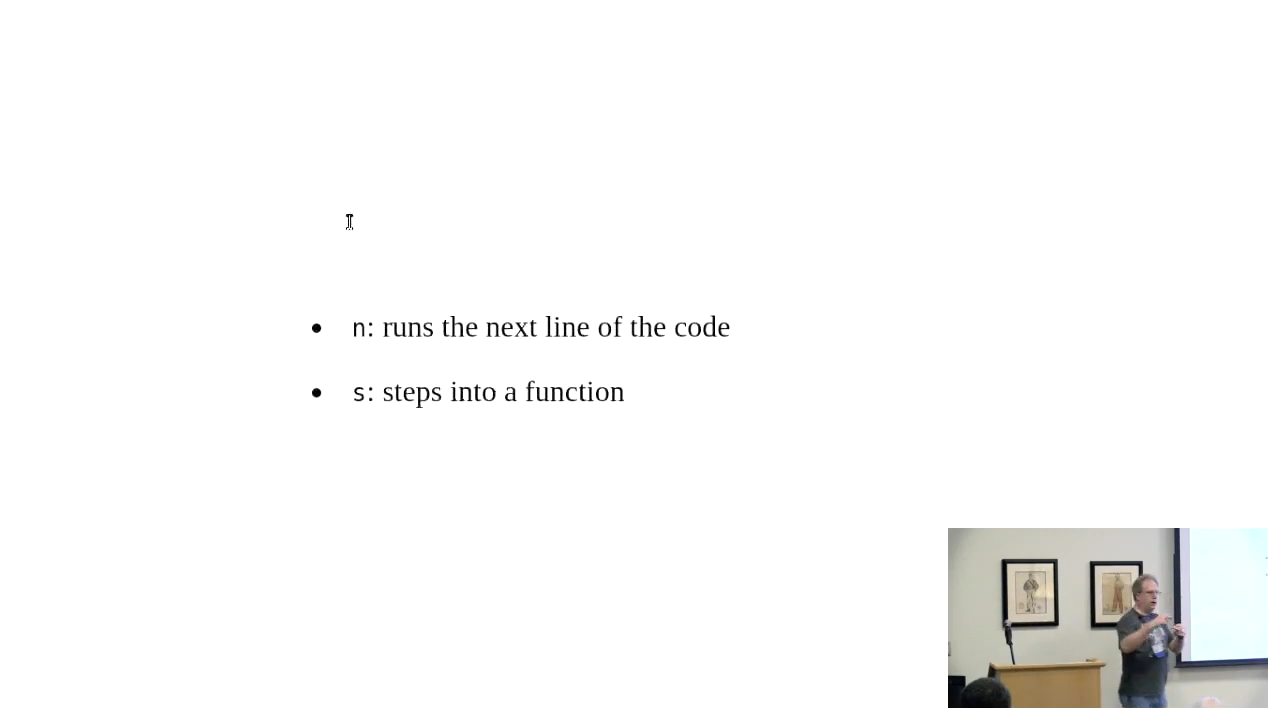 n: runs the next line of the code
s: steps into a function